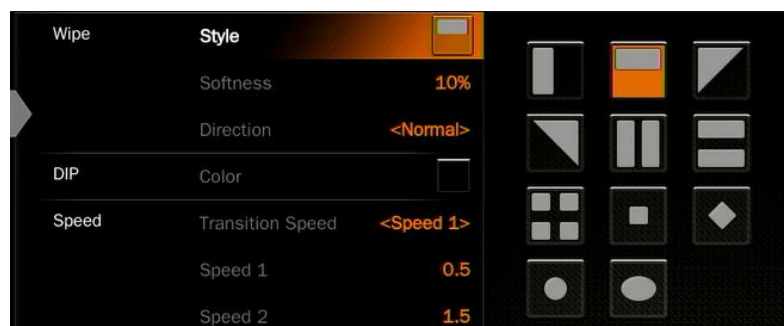 Wipe Style
Softness 10%
Direction <Normal>
DIP Color
Speed Transition Speed <Speed 1>
Speed 1 0.5
Speed 2 1.5